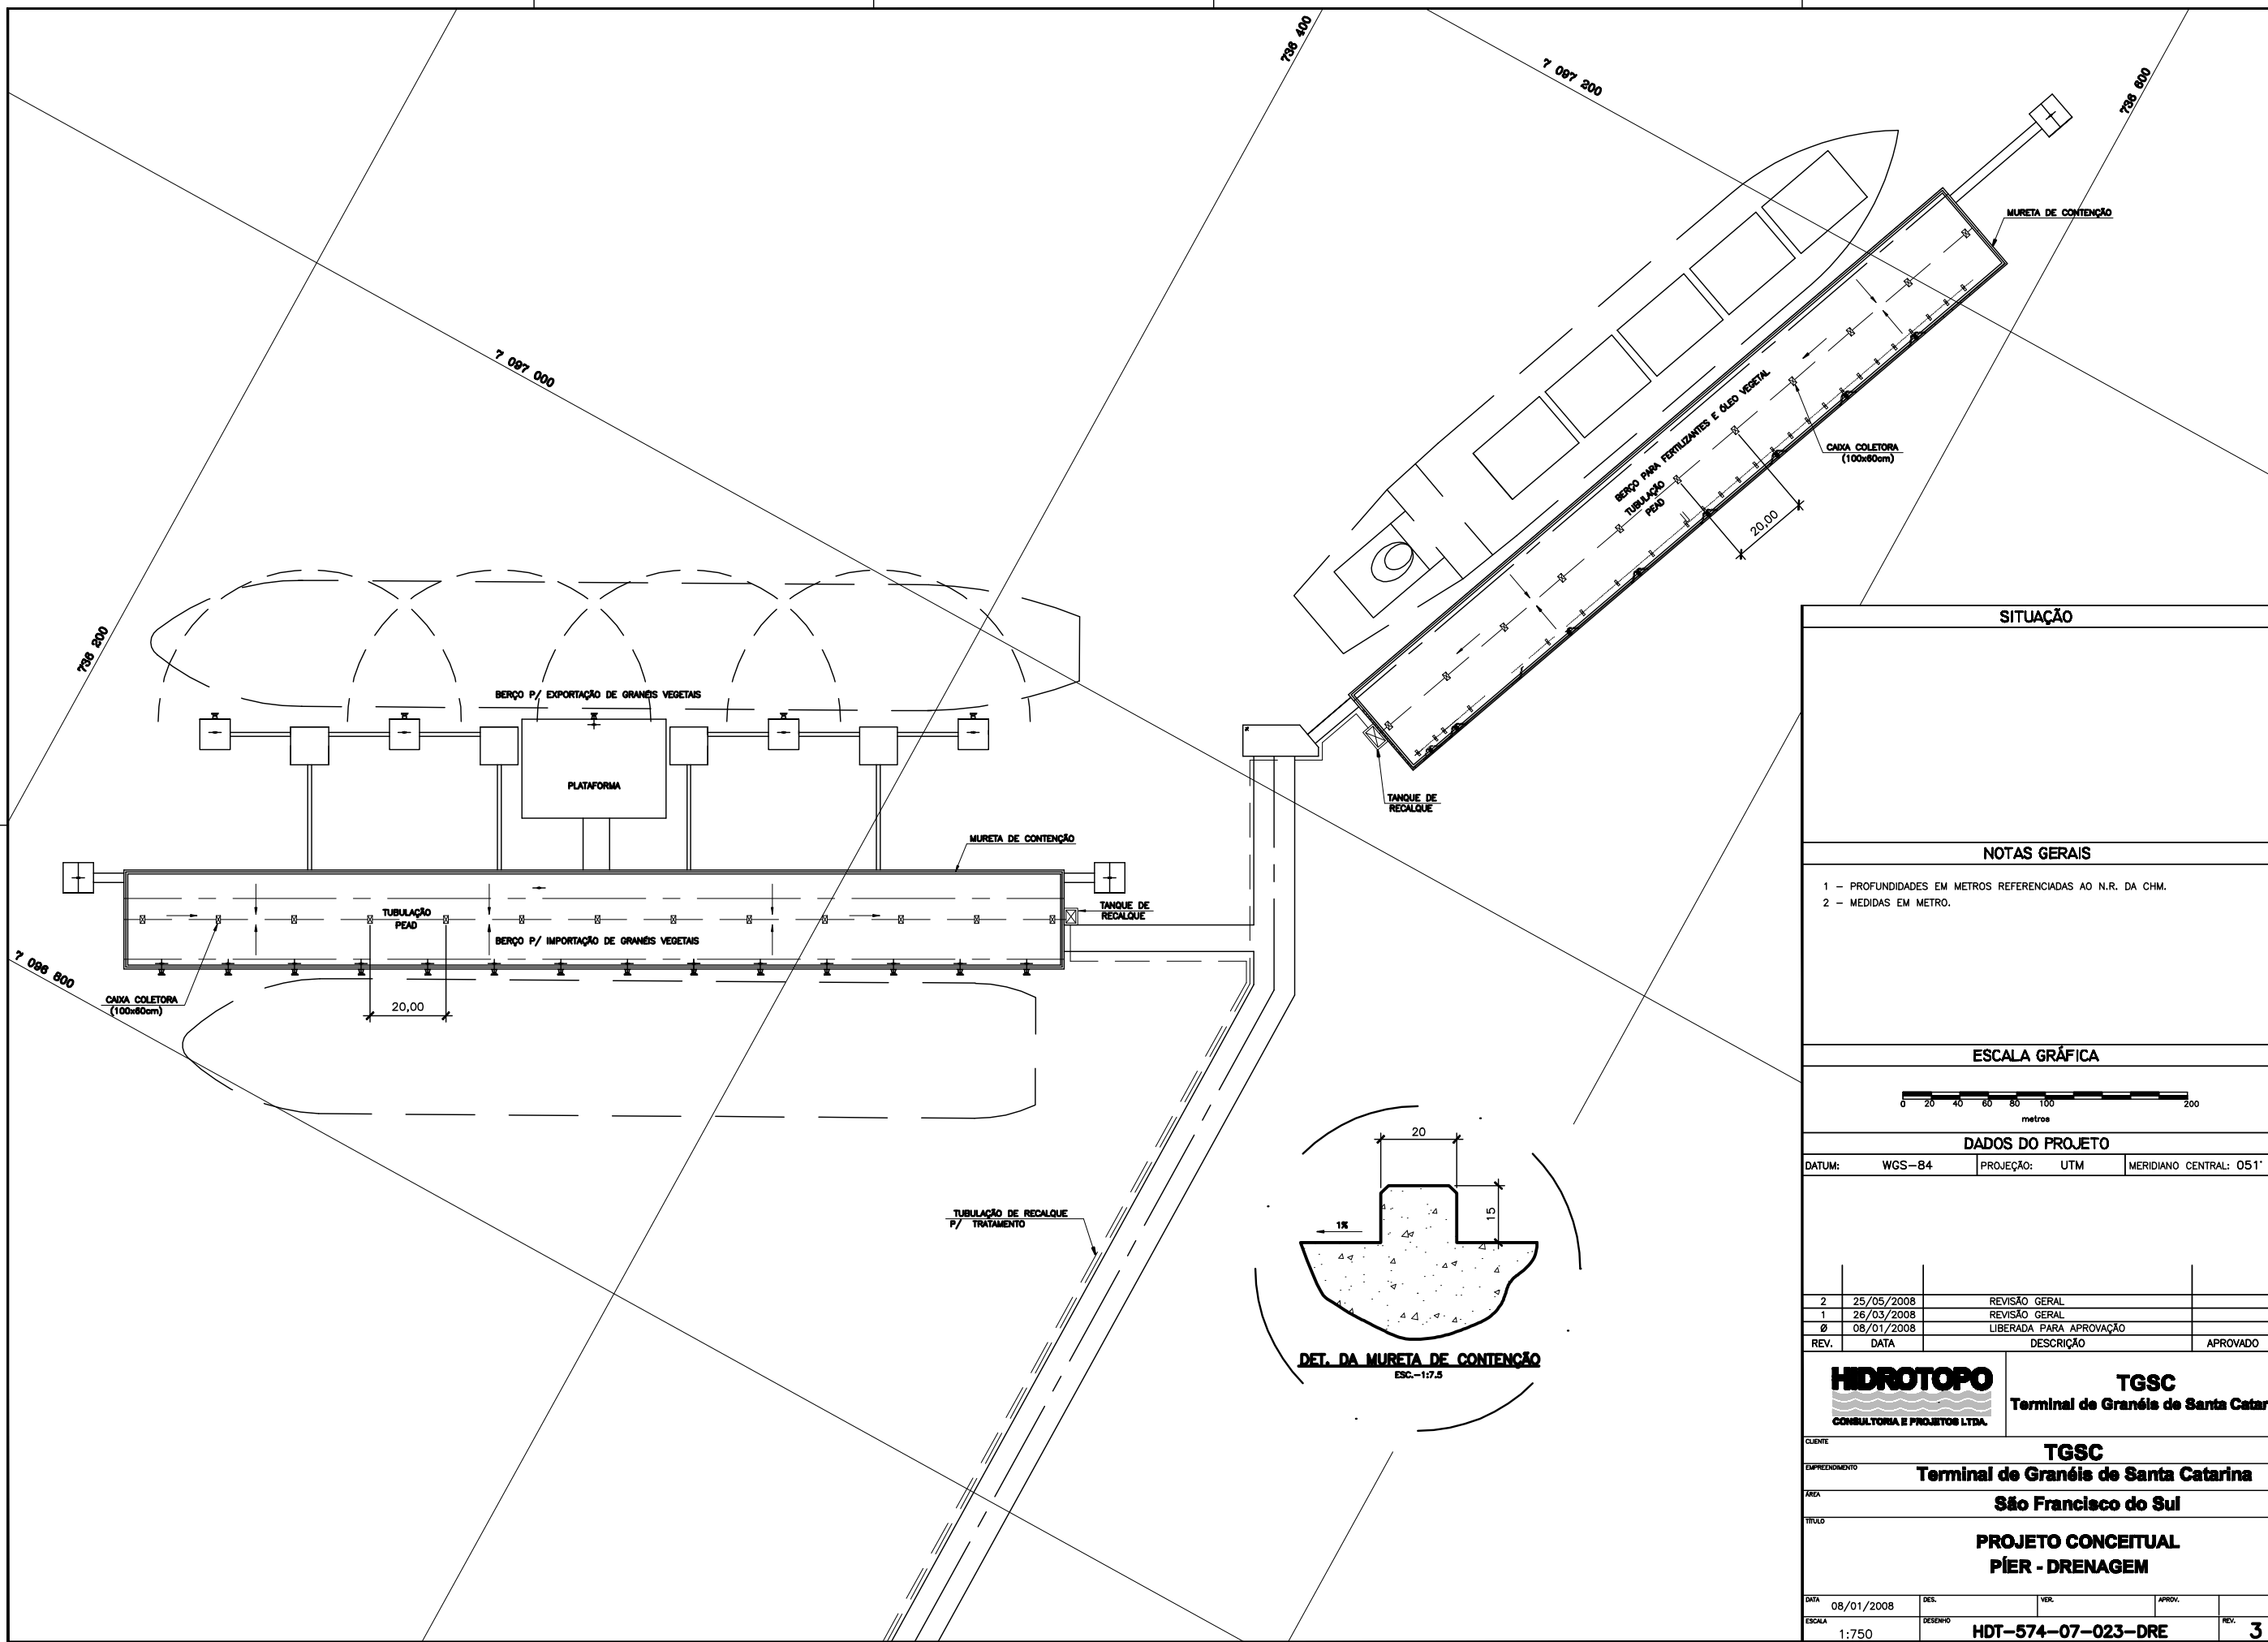 736 400
7 097 200
736 600
MURETA DE CONTENÇÃO
7 097 000
BERÇO PARA FERTILIZANTES E ÓLEO VEGETAL
TUBULAÇÃO
PEAD
CAIXA COLETORA
(100x60cm)
20,00
736 200
BERÇO P/ EXPORTAÇÃO DE GRANÉIS VEGETAIS
PLATAFORMA
TANQUE DE
RECALQUE
MURETA DE CONTENÇÃO
TUBULAÇÃO
PEAD
BERÇO P/ IMPORTAÇÃO DE GRANÉIS VEGETAIS
TANQUE DE
RECALQUE
7 096 800
CAIXA COLETORA
(100x60cm)
20,00
TUBULAÇÃO DE RECALQUE
P/ TRATAMENTO
20
15
1%
DET. DA MURETA DE CONTENÇÃO
ESC.-1:7.5
SITUAÇÃO
NOTAS GERAIS
1 - PROFUNDIDADES EM METROS REFERENCIADAS AO N.R. DA CHM.
2 - MEDIDAS EM METRO.
ESCALA GRÁFICA
0 20 40 60 80 100 200
metros
DADOS DO PROJETO
DATUM: WGS-84 PROJEÇÃO: UTM MERIDIANO CENTRAL: 051°
2 25/05/2008 REVISÃO GERAL
1 26/03/2008 REVISÃO GERAL
Ø 08/01/2008 LIBERADA PARA APROVAÇÃO
REV. DATA DESCRIÇÃO APROVADO
HIDROTOPO
CONSULTORIA E PROJETOS LTDA.
TGSC
Terminal de Granéis de Santa Catar
CLIENTE
TGSC
EMPREENDIMENTO
Terminal de Granéis de Santa Catarina
ÁREA
São Francisco do Sul
TÍTULO
PROJETO CONCEITUAL
PÍER - DRENAGEM
DATA 08/01/2008 DES. VER. APROV.
ESCALA 1:750 DESENHO HDT-574-07-023-DRE REV. 3